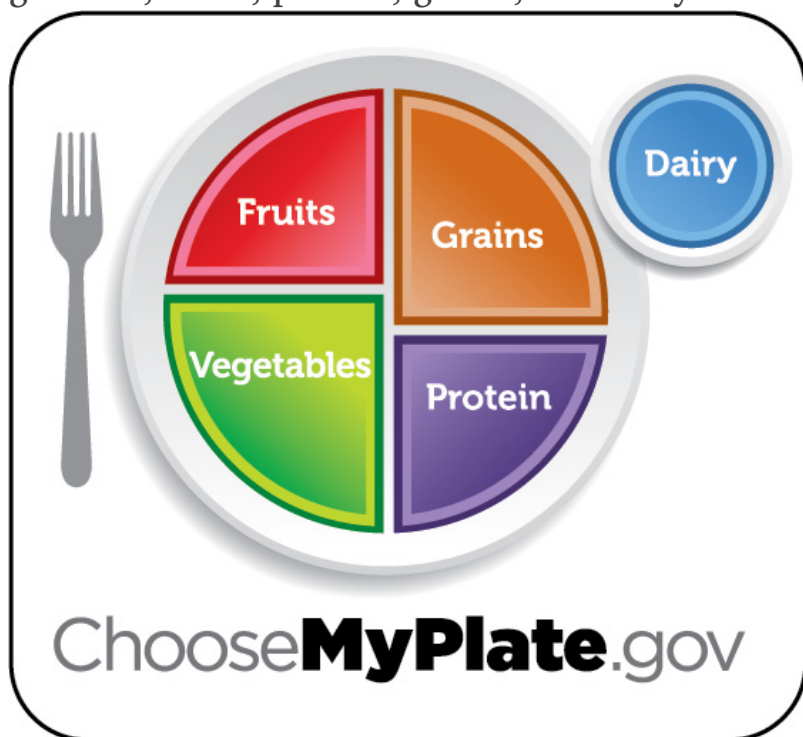 Fruits
Grains
Dairy
Vegetables
Protein
ChooseMyPlate.gov